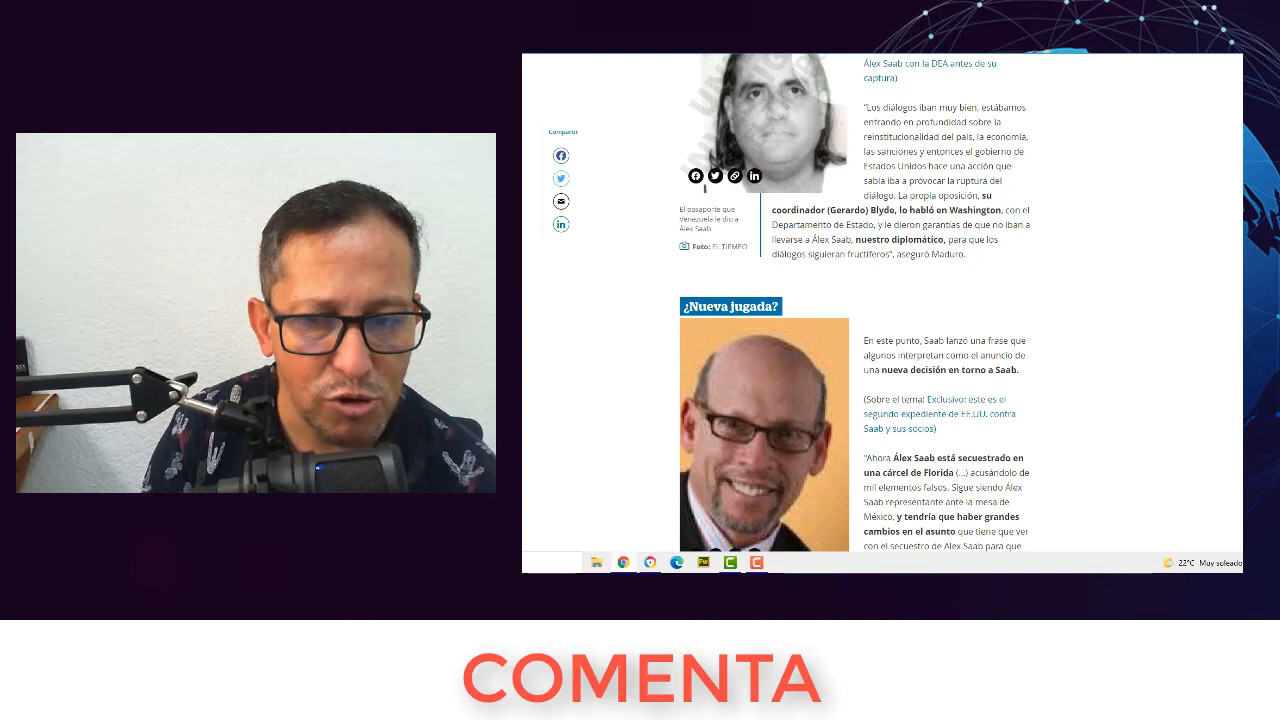 Álex Saab con la DEA antes de su
captura)
Compartir
“Los diálogos iban muy bien, estábamos
entrando en profundidad sobre la
reinstitucionalidad del país, la economía,
las sanciones y entonces el gobierno de
Estados Unidos hace una acción que
sabía iba a provocar la ruptura del
diálogo. La propia oposición, su
coordinador (Gerardo) Blyde, lo habló en Washington, con el
Departamento de Estado, y le dieron garantías de que no iban a
llevarse a Álex Saab, nuestro diplomático, para que los
diálogos siguieran fructíferos”, aseguró Maduro.
El pasaporte que
Venezuela le dio a
Álex Saab
Foto: EL TIEMPO
¿Nueva jugada?
En este punto, Saab lanzó una frase que
algunos interpretan como el anuncio de
una nueva decisión en torno a Saab.
(Sobre el tema: Exclusivo: este es el
segundo expediente de EE.UU. contra
Saab y sus socios)
“Ahora Álex Saab está secuestrado en
una cárcel de Florida (...) acusándolo de
mil elementos falsos. Sigue siendo Álex
Saab representante ante la mesa de
México, y tendría que haber grandes
cambios en el asunto que tiene que ver
con el secuestro de Alex Saab para que
22°C Muy soleado
COMENTA